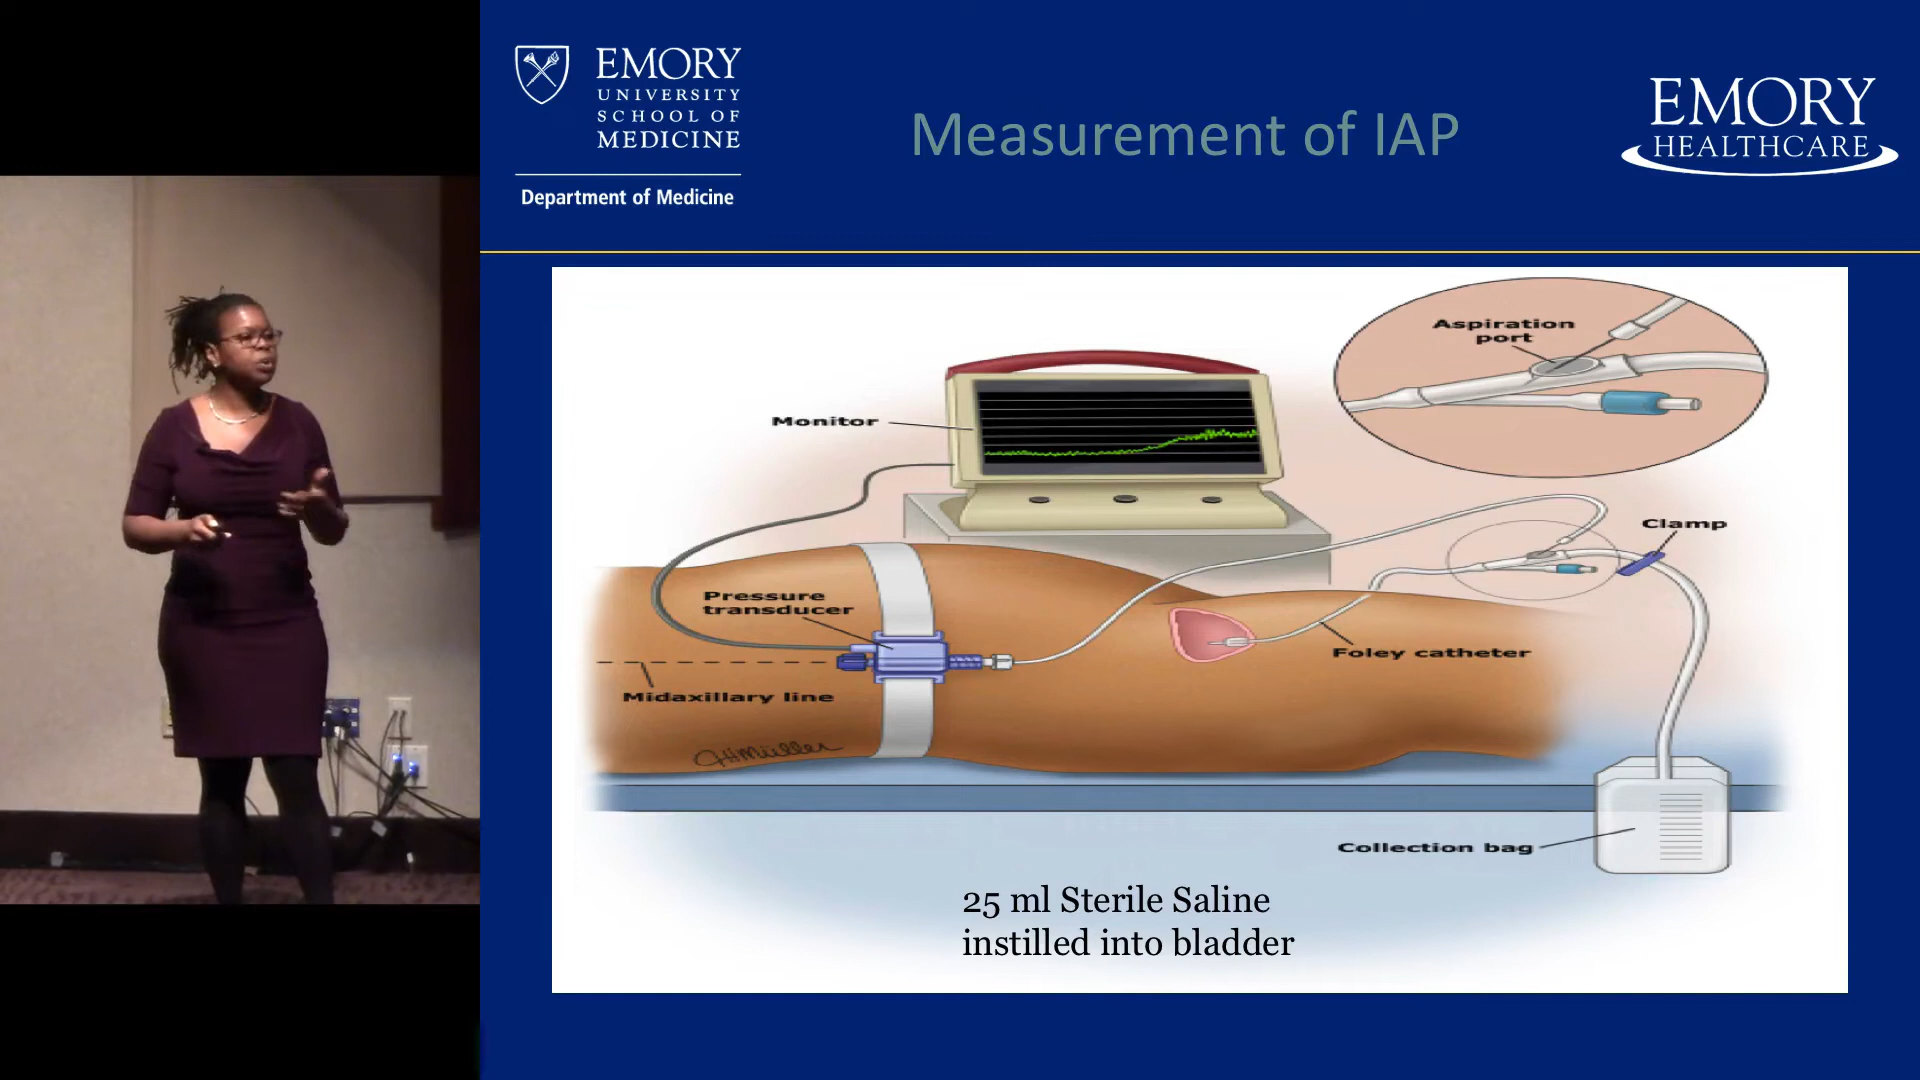 EMORY
UNIVERSITY
SCHOOL OF
MEDICINE
Department of Medicine
Measurement of IAP
EMORY
HEALTHCARE
Aspiration
port
Monitor
Clamp
Pressure
transducer
Foley catheter
Midaxillary line
Collection bag
25 ml Sterile Saline
instilled into bladder